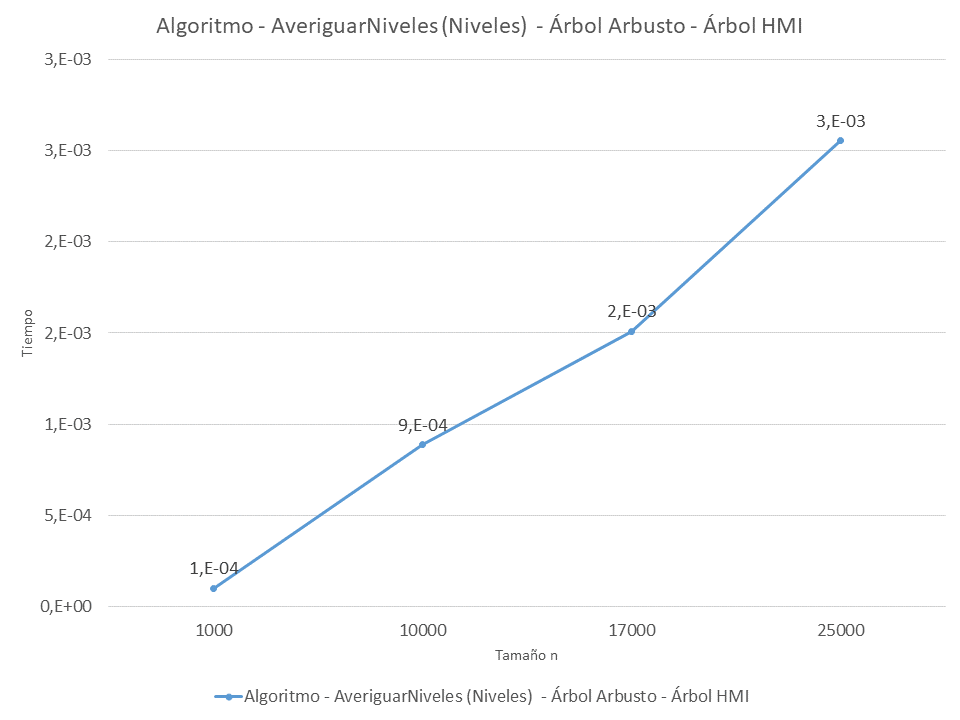 Algoritmo - AveriguarNiveles (Niveles)  - Árbol Arbusto - Árbol HMI
3,E-03
3,E-03
3,E-03
2,E-03
2,E-03
2,E-03
1,E-03
9,E-04
5,E-04
1,E-04
0,E+00
Tiempo
1000 10000 17000 25000
Tamaño n
Algoritmo - AveriguarNiveles (Niveles)  - Árbol Arbusto - Árbol HMI